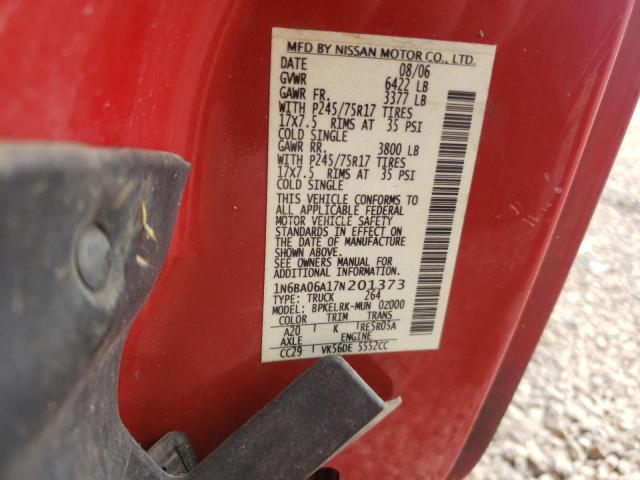 MFD BY NISSAN MOTOR CO., LTD.
DATE 08/06
GVWR 6422 LB
GAWR FR. 3377 LB
WITH P245/75R17 TIRES
17X7.5 RIMS AT 35 PSI
COLD SINGLE
GAWR RR. 3800 LB
WITH P245/75R17 TIRES
17X7.5 RIMS AT 35 PSI
COLD SINGLE
THIS VEHICLE CONFORMS TO
ALL APPLICABLE FEDERAL
MOTOR VEHICLE SAFETY
STANDARDS IN EFFECT ON
THE DATE OF MANUFACTURE
SHOWN ABOVE.
SEE OWNERS MANUAL FOR
ADDITIONAL INFORMATION.
1N6BA06A17N201373
TYPE: TRUCK 264
MODEL: BPKELRK-MUN 0Z000
COLOR TRIM TRANS
A20 K RE5R05A
AXLE ENGINE
CC29 VK56DE 5552CC